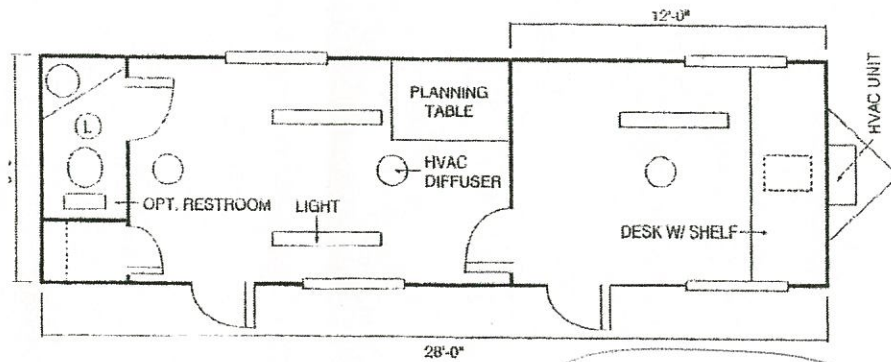 12'-0"
HVAC UNIT
PLANNING
TABLE
HVAC
DIFFUSER
OPT. RESTROOM
LIGHT
DESK W/ SHELF
28'-0"